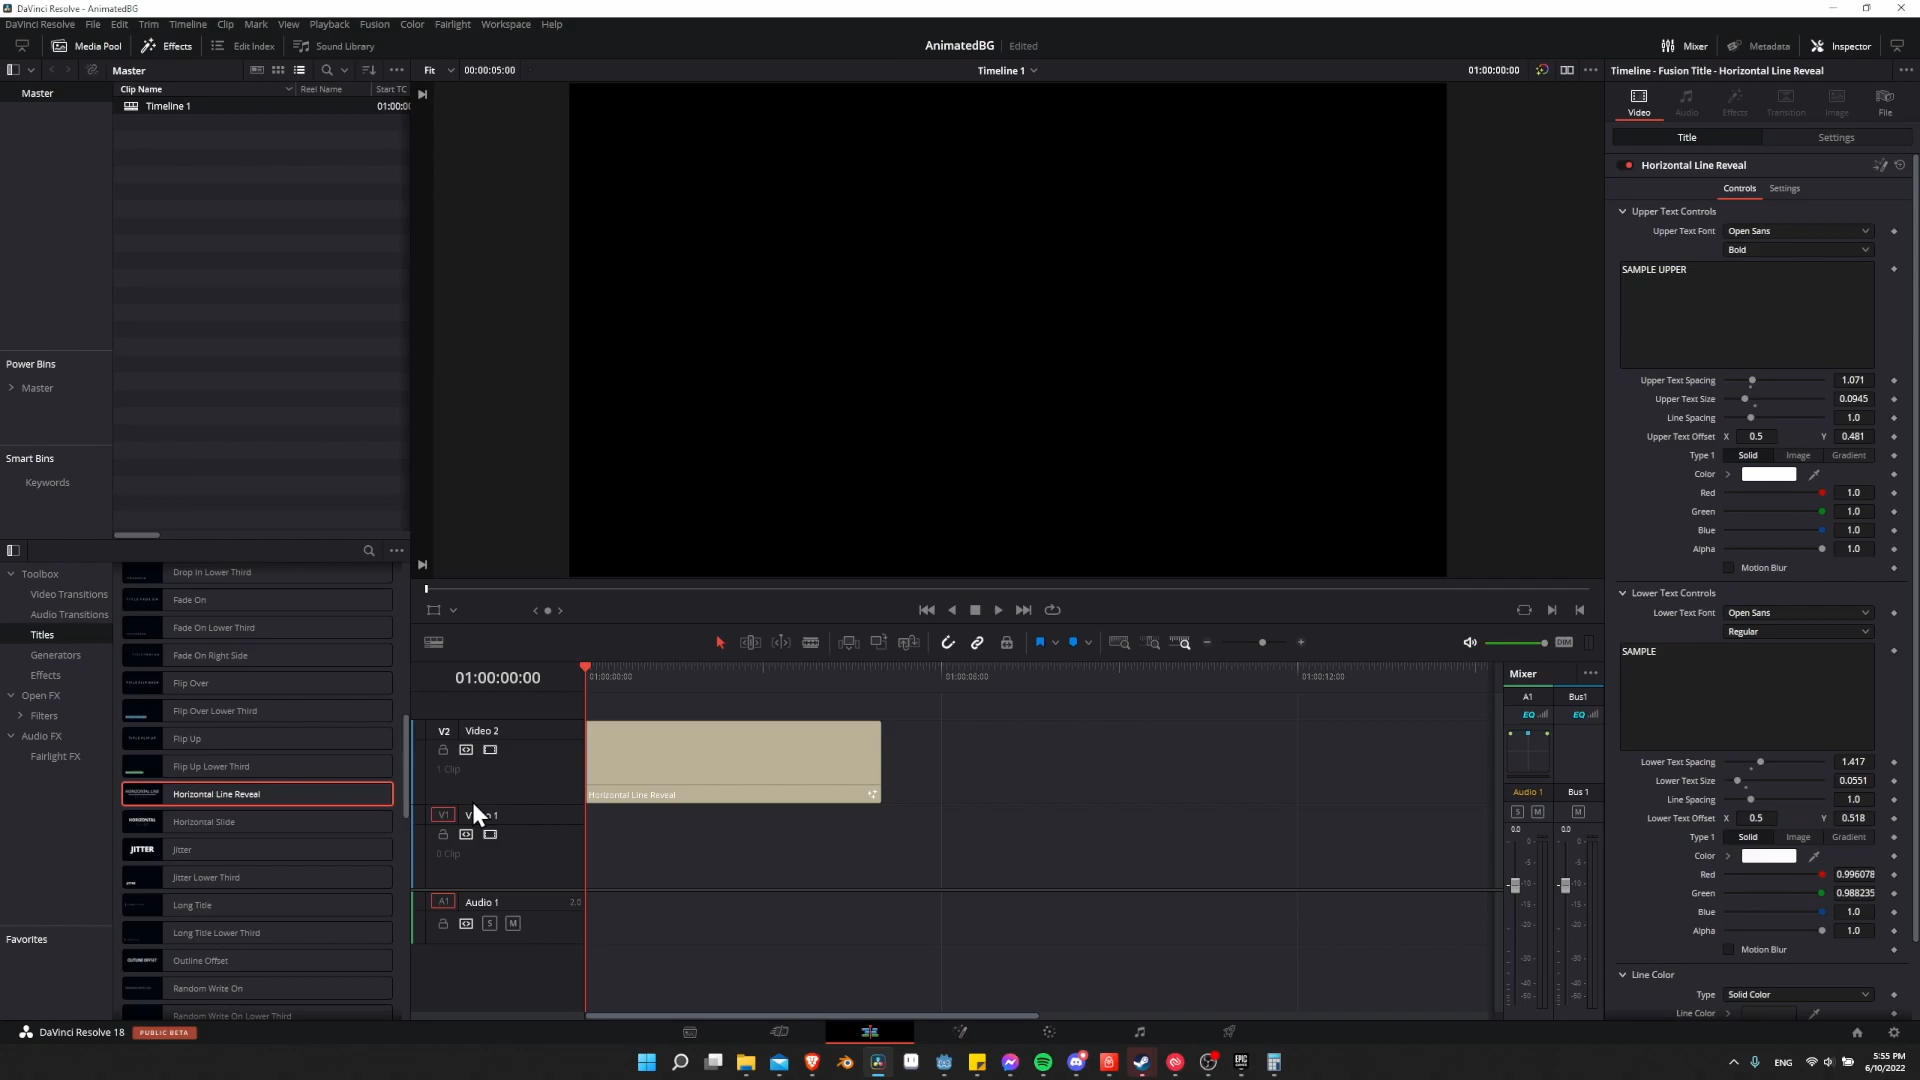 DaVinci Resolve - AnimatedBG
DaVinci Resolve File Edit Trim Timeline Clip Mark View Playback Fusion Color Fairlight Workspace Help
Media Pool Effects Edit Index Sound Library AnimatedBG Edited Mixer Metadata Inspector
Master Fit 00:00:05:00 Timeline 1 01:00:00:00 Timeline - Fusion Title - Horizontal Line Reveal
Master Clip Name Reel Name Start TC
Timeline 1 01:00:0
Video Audio Effects Transition Image File
Title Settings
Horizontal Line Reveal
Controls Settings
Upper Text Controls
Upper Text Font Open Sans
Bold
SAMPLE UPPER
Power Bins
Master
Upper Text Spacing 1.071
Upper Text Size 0.0945
Line Spacing 1.0
Upper Text Offset X 0.5 Y 0.481
Type 1 Solid Image Gradient
Smart Bins
Keywords
Color
Red 1.0
Green 1.0
Blue 1.0
Alpha 1.0
Motion Blur
Lower Text Controls
Lower Text Font Open Sans
Regular
SAMPLE
Lower Text Spacing 1.417
Lower Text Size 0.0551
Line Spacing 1.0
Lower Text Offset X 0.5 Y 0.518
Type 1 Solid Image Gradient
Color
Red 0.996078
Green 0.988235
Blue 1.0
Alpha 1.0
Motion Blur
Line Color
Type Solid Color
Line Color
Toolbox
Video Transitions
Audio Transitions
Titles
Generators
Effects
Open FX
Filters
Audio FX
Fairlight FX
Favorites
Drop In Lower Third
Fade On
Fade On Lower Third
Fade On Right Side
Flip Over
Flip Over Lower Third
Flip Up
Flip Up Lower Third
Horizontal Line Reveal
Horizontal Slide
JITTER Jitter
Jitter Lower Third
Long Title
Long Title Lower Third
Outline Offset
Random Write On
Random Write On Lower Third
DIM
01:00:00:00 01:00:00:00 01:00:06:00 01:00:12:00
V2 Video 2
1 Clip
Horizontal Line Reveal
V1
0 Clip
A1 Audio 1 2.0
S M
Mixer
A1 Bus1
EQ EQ
Audio 1 Bus 1
S M M
0.0 0.0
DaVinci Resolve 18 PUBLIC BETA
EPIC
ENG
5:55 PM
6/10/2022